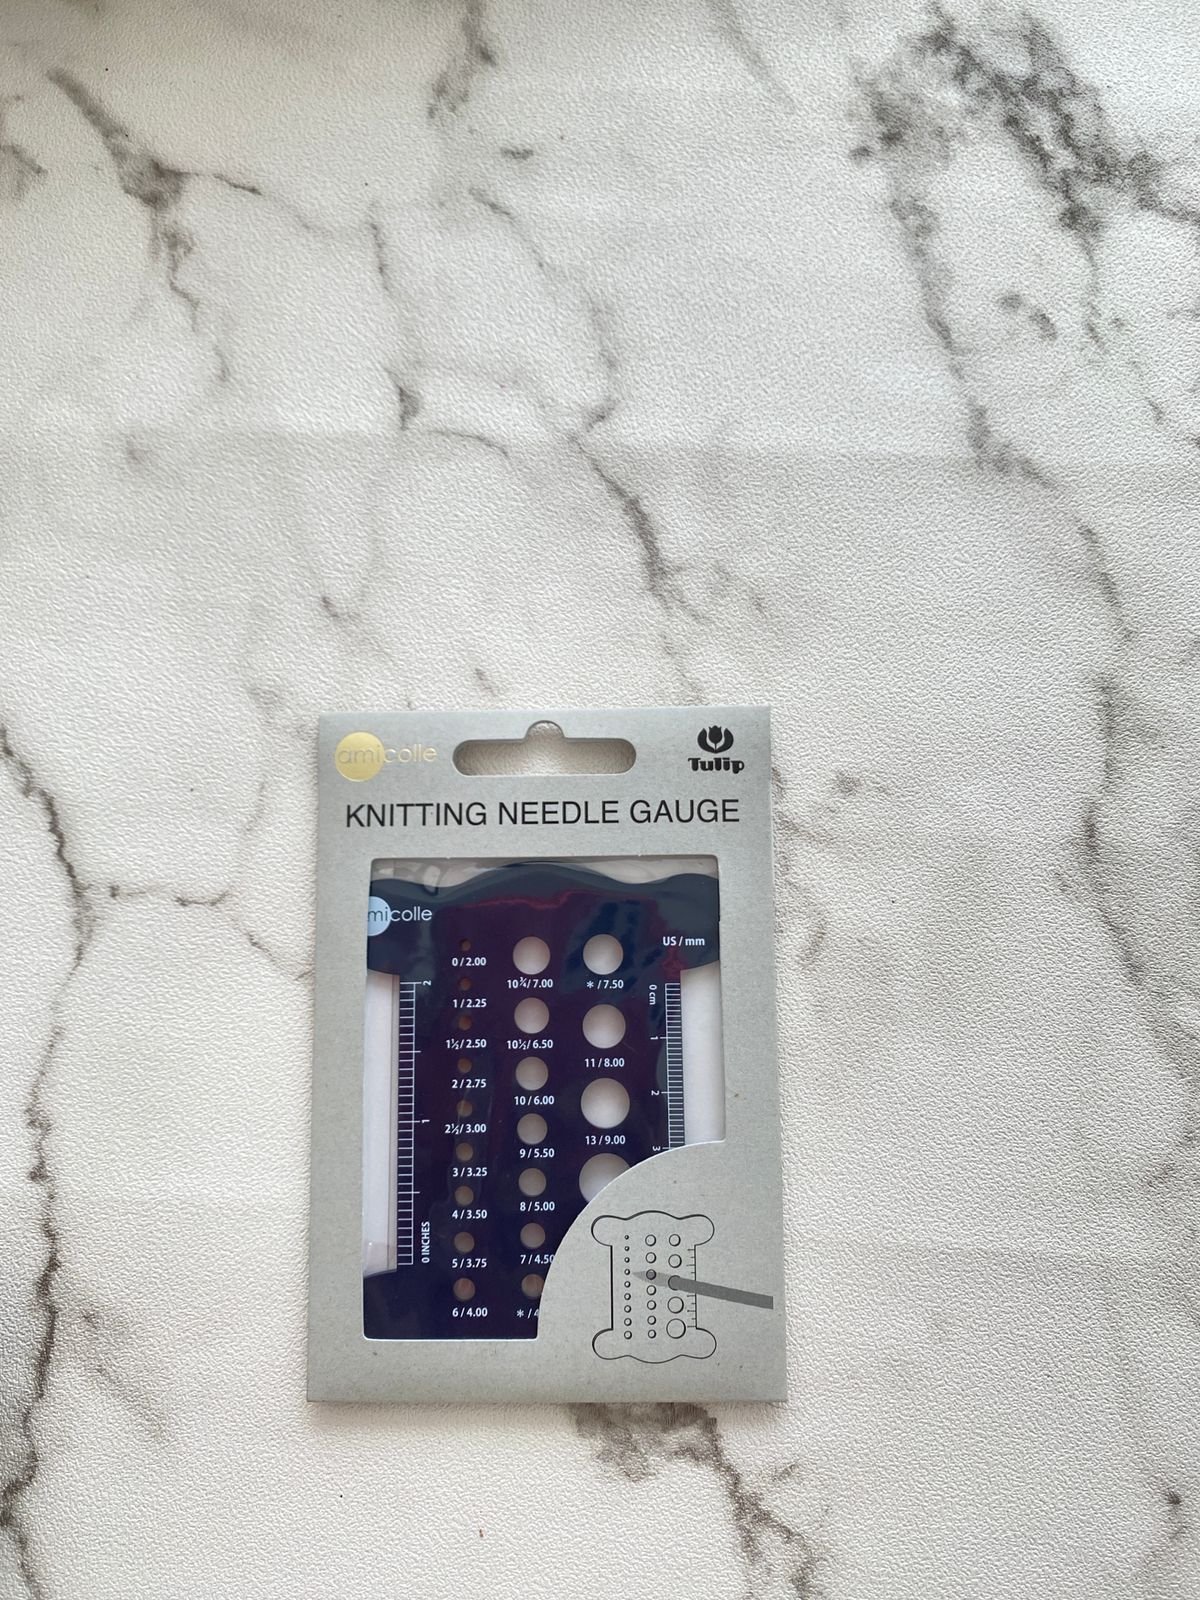 amicolle
Tulip
KNITTING NEEDLE GAUGE
micolle
US / mm
0 / 2.00
1 / 2.25
1½ / 2.50
2 / 2.75
2½ / 3.00
3 / 3.25
4 / 3.50
5 / 3.75
6 / 4.00
10¾ / 7.00
10½ / 6.50
10 / 6.00
9 / 5.50
8 / 5.00
7 / 4.50
* / 4
* / 7.50
11 / 8.00
13 / 9.00
2
1
0 INCHES
0 cm
1
2
3